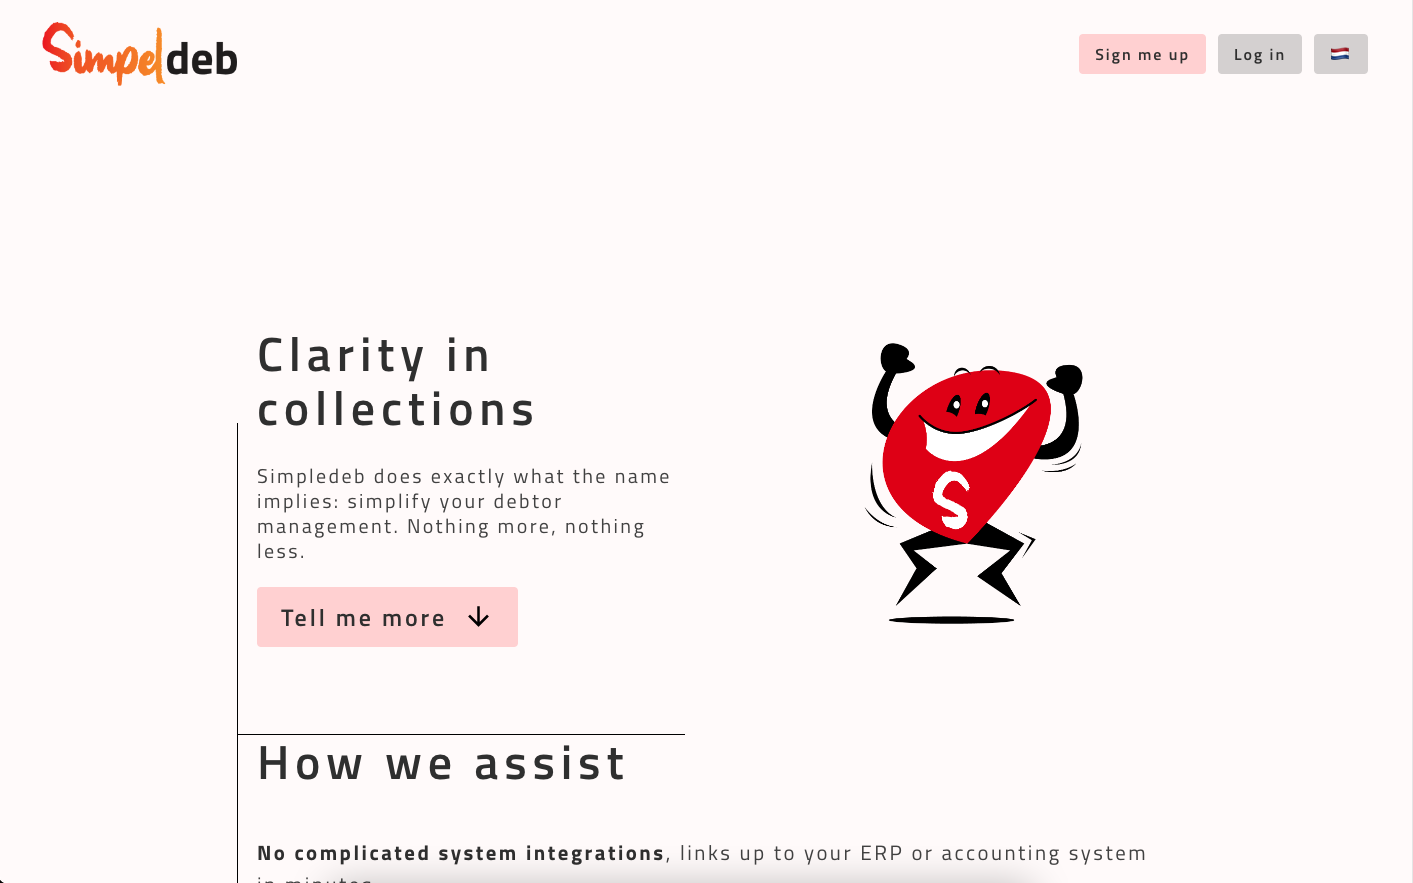 Simpeldeb
Sign me up
Log in
Clarity in
collections
Simpledeb does exactly what the name
implies: simplify your debtor
management. Nothing more, nothing
less.
Tell me more
S
How we assist
No complicated system integrations, links up to your ERP or accounting system
in minutes